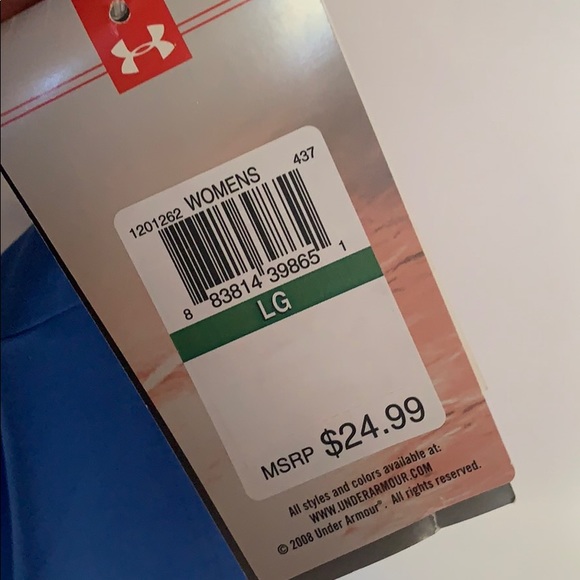 1201262 WOMENS 437
8 83814 39865 1
LG
MSRP $24.99
All styles and colors available at:
WWW.UNDERARMOUR.COM
© 2008 Under Armour®. All rights reserved.